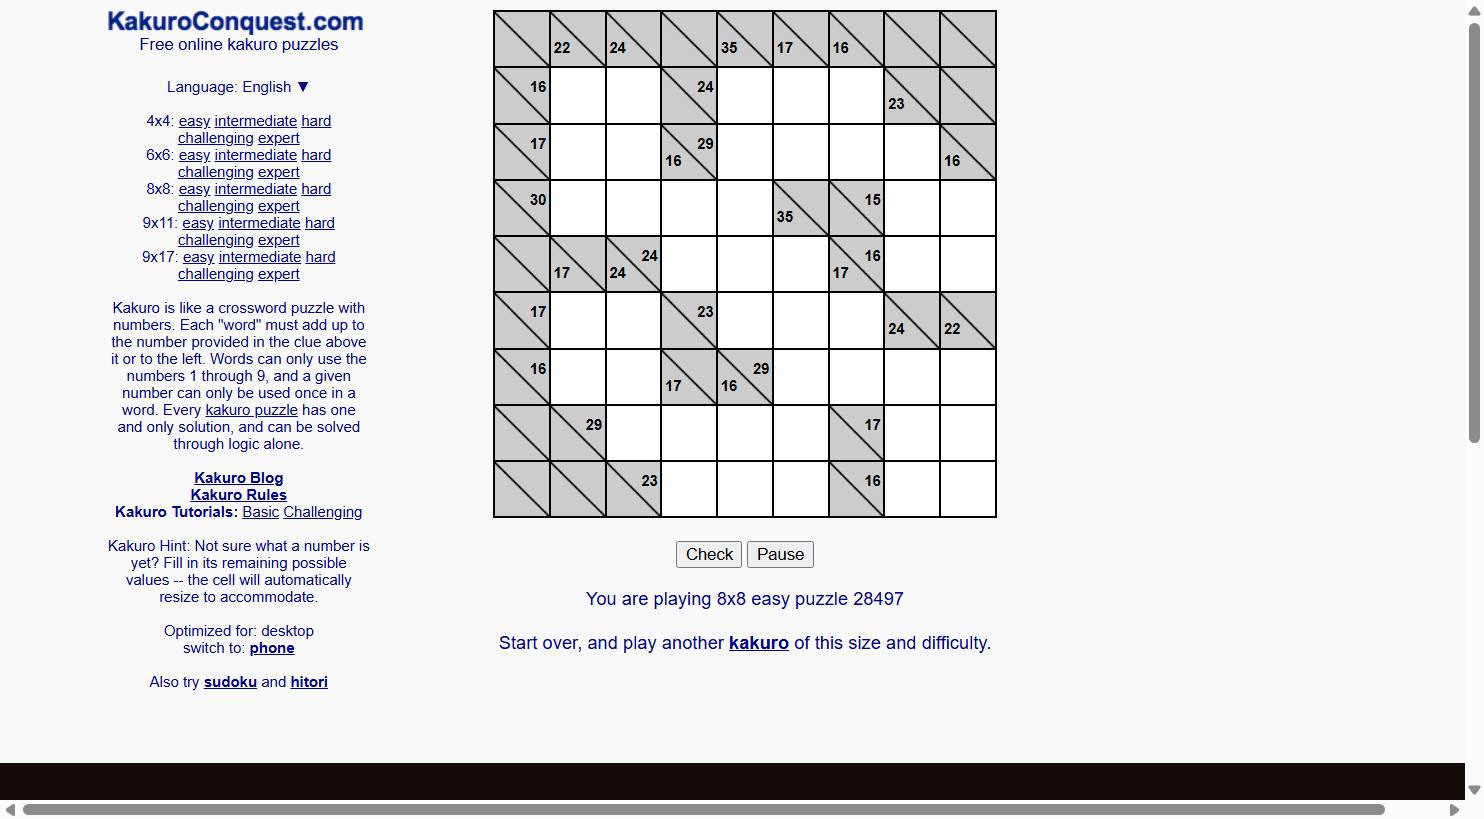 KakuroConquest.com
Free online kakuro puzzles
Language: English ▼
4x4: easy intermediate hard
challenging expert
6x6: easy intermediate hard
challenging expert
8x8: easy intermediate hard
challenging expert
9x11: easy intermediate hard
challenging expert
9x17: easy intermediate hard
challenging expert
Kakuro is like a crossword puzzle with
numbers. Each "word" must add up to
the number provided in the clue above
it or to the left. Words can only use the
numbers 1 through 9, and a given
number can only be used once in a
word. Every kakuro puzzle has one
and only solution, and can be solved
through logic alone.
Kakuro Blog
Kakuro Rules
Kakuro Tutorials: Basic Challenging
Kakuro Hint: Not sure what a number is
yet? Fill in its remaining possible
values -- the cell will automatically
resize to accommodate.
Optimized for: desktop
switch to: phone
Also try sudoku and hitori
22 24 35 17 16
16 24 23
17 16 29 16
30 35 15
17 24 24 17 16
17 23 24 22
16 17 16 29
29 17
23 16
Check Pause
You are playing 8x8 easy puzzle 28497
Start over, and play another kakuro of this size and difficulty.